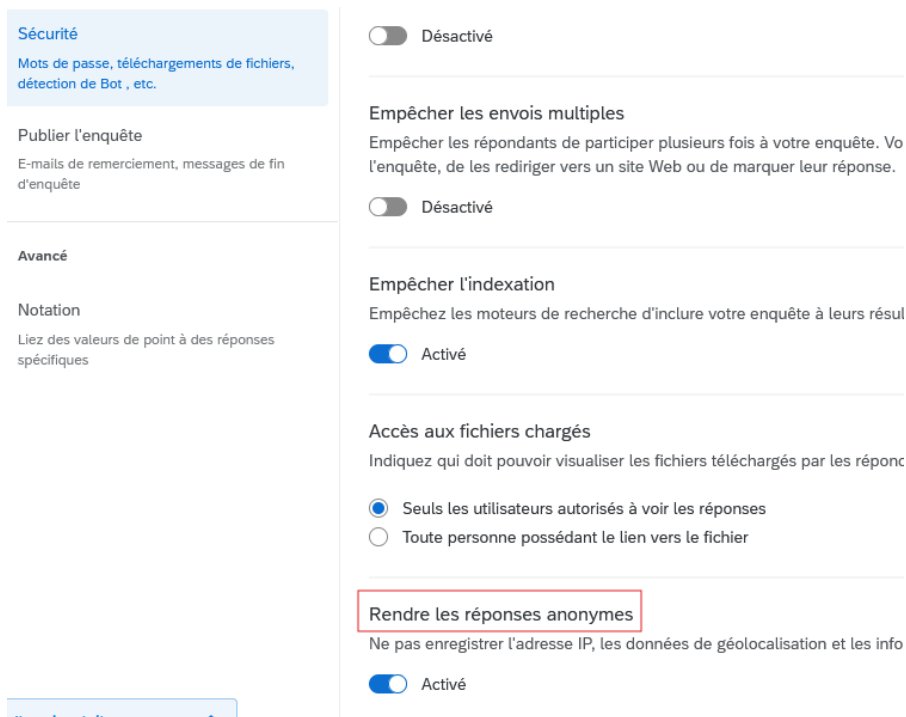 Sécurité
Mots de passe, téléchargements de fichiers,
détection de Bot , etc.
Publier l'enquête
E-mails de remerciement, messages de fin
d'enquête
Avancé
Notation
Liez des valeurs de point à des réponses
spécifiques
Désactivé
Empêcher les envois multiples
Empêcher les répondants de participer plusieurs fois à votre enquête. Vo
l'enquête, de les rediriger vers un site Web ou de marquer leur réponse.
Désactivé
Empêcher l'indexation
Empêchez les moteurs de recherche d'inclure votre enquête à leurs résul
Activé
Accès aux fichiers chargés
Indiquez qui doit pouvoir visualiser les fichiers téléchargés par les répond
Seuls les utilisateurs autorisés à voir les réponses
Toute personne possédant le lien vers le fichier
Rendre les réponses anonymes
Ne pas enregistrer l'adresse IP, les données de géolocalisation et les info
Activé